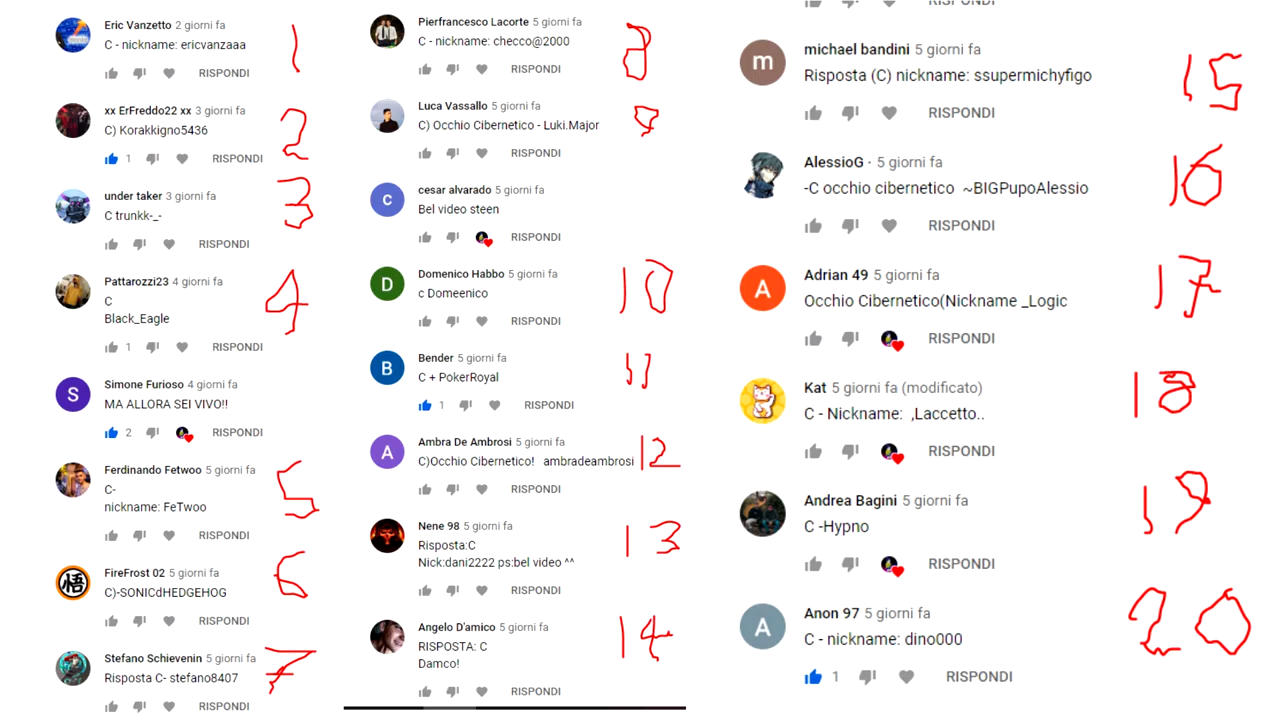 Eric Vanzetto 2 giorni fa
C - nickname: ericvanzaaa
RISPONDI
1
xx ErFreddo22 xx 3 giorni fa
C) Korakkigno5436
1 RISPONDI
2
under taker 3 giorni fa
C trunkk-_-
RISPONDI
3
Pattarozzi23 4 giorni fa
C
Black_Eagle
1 RISPONDI
4
S
Simone Furioso 4 giorni fa
MA ALLORA SEI VIVO!!
2 RISPONDI
Ferdinando Fetwoo 5 giorni fa
C-
nickname: FeTwoo
RISPONDI
5
悟
FireFrost 02 5 giorni fa
C)-SONICdHEDGEHOG
RISPONDI
6
Stefano Schievenin 5 giorni fa
Risposta C- stefano8407
RISPONDI
7
Pierfrancesco Lacorte 5 giorni fa
C - nickname: checco@2000
RISPONDI
8
Luca Vassallo 5 giorni fa
C) Occhio Cibernetico - Luki.Major
RISPONDI
9
c
cesar alvarado 5 giorni fa
Bel video steen
RISPONDI
D
Domenico Habbo 5 giorni fa
c Domeenico
RISPONDI
10
B
Bender 5 giorni fa
C + PokerRoyal
1 RISPONDI
11
A
Ambra De Ambrosi 5 giorni fa
C)Occhio Cibernetico! ambradeambrosi
RISPONDI
12
Nene 98 5 giorni fa
Risposta:C
Nick:dani2222 ps:bel video ^^
RISPONDI
13
Angelo D'amico 5 giorni fa
RISPOSTA: C
Damco!
RISPONDI
14
RISPONDI
m
michael bandini 5 giorni fa
Risposta (C) nickname: ssupermichyfigo
RISPONDI
15
AlessioG · 5 giorni fa
-C occhio cibernetico ~BIGPupoAlessio
RISPONDI
16
A
Adrian 49 5 giorni fa
Occhio Cibernetico(Nickname _Logic
RISPONDI
17
Kat 5 giorni fa (modificato)
C - Nickname: ,Laccetto..
RISPONDI
18
Andrea Bagini 5 giorni fa
C -Hypno
RISPONDI
19
A
Anon 97 5 giorni fa
C - nickname: dino000
1 RISPONDI
20